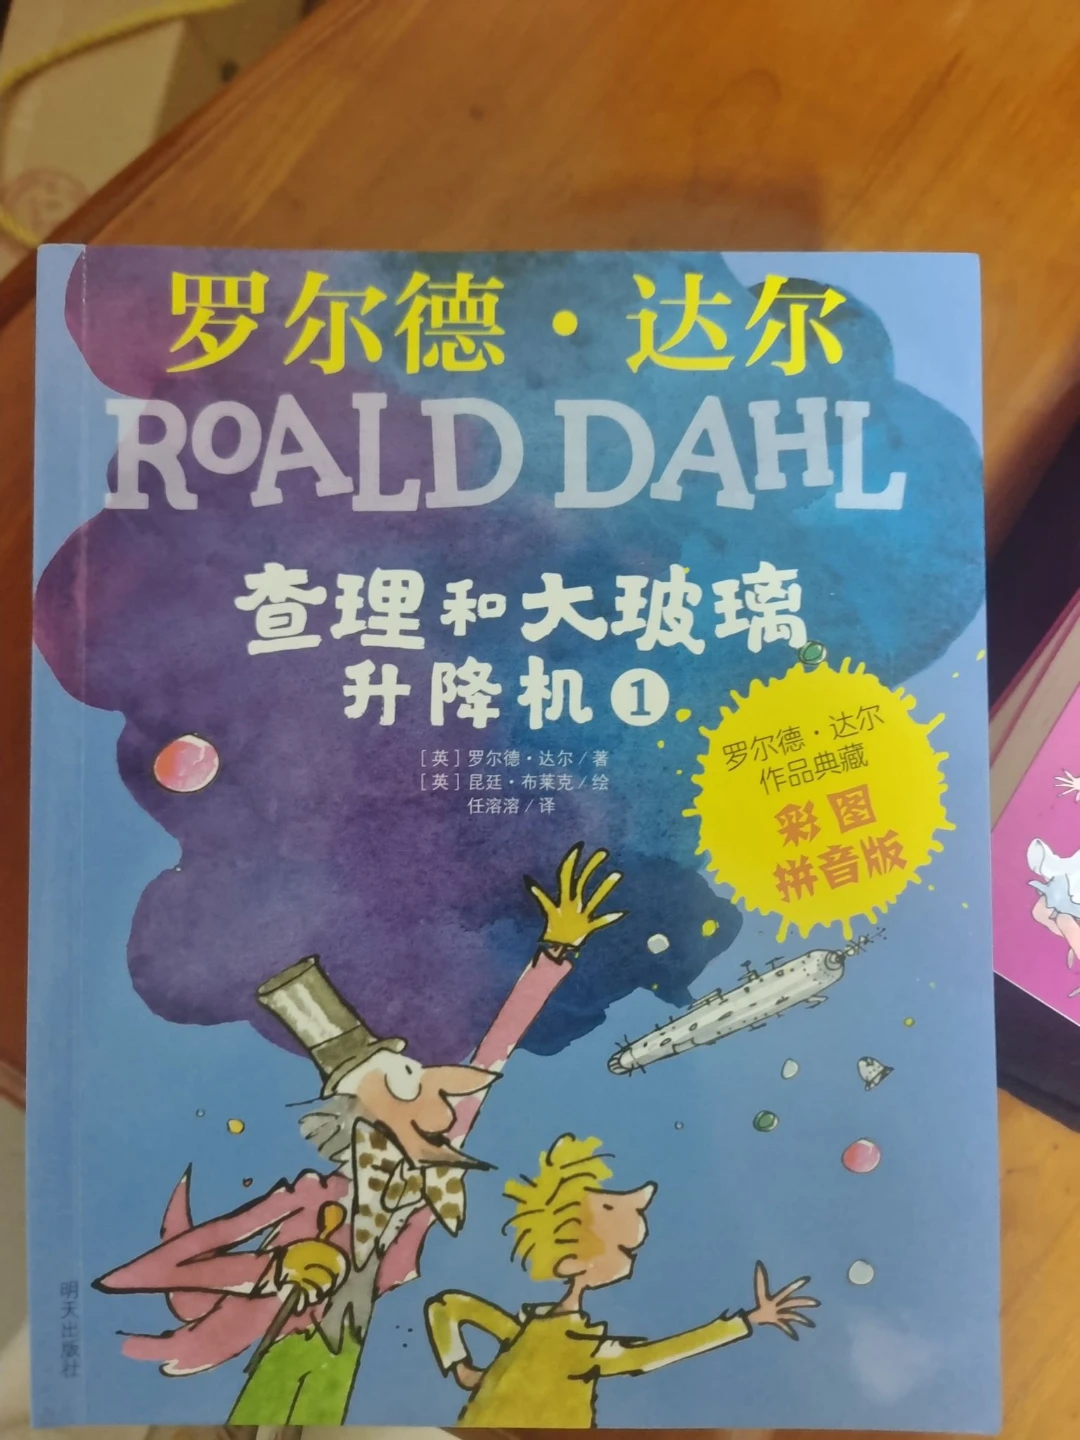 罗尔德·达尔
ROALD DAHL
查理和大玻璃
升降机1
[英]罗尔德·达尔/著
[英]昆廷·布莱克/绘
任溶溶/译
罗尔德·达尔
作品典藏
彩图
拼音版
明天出版社